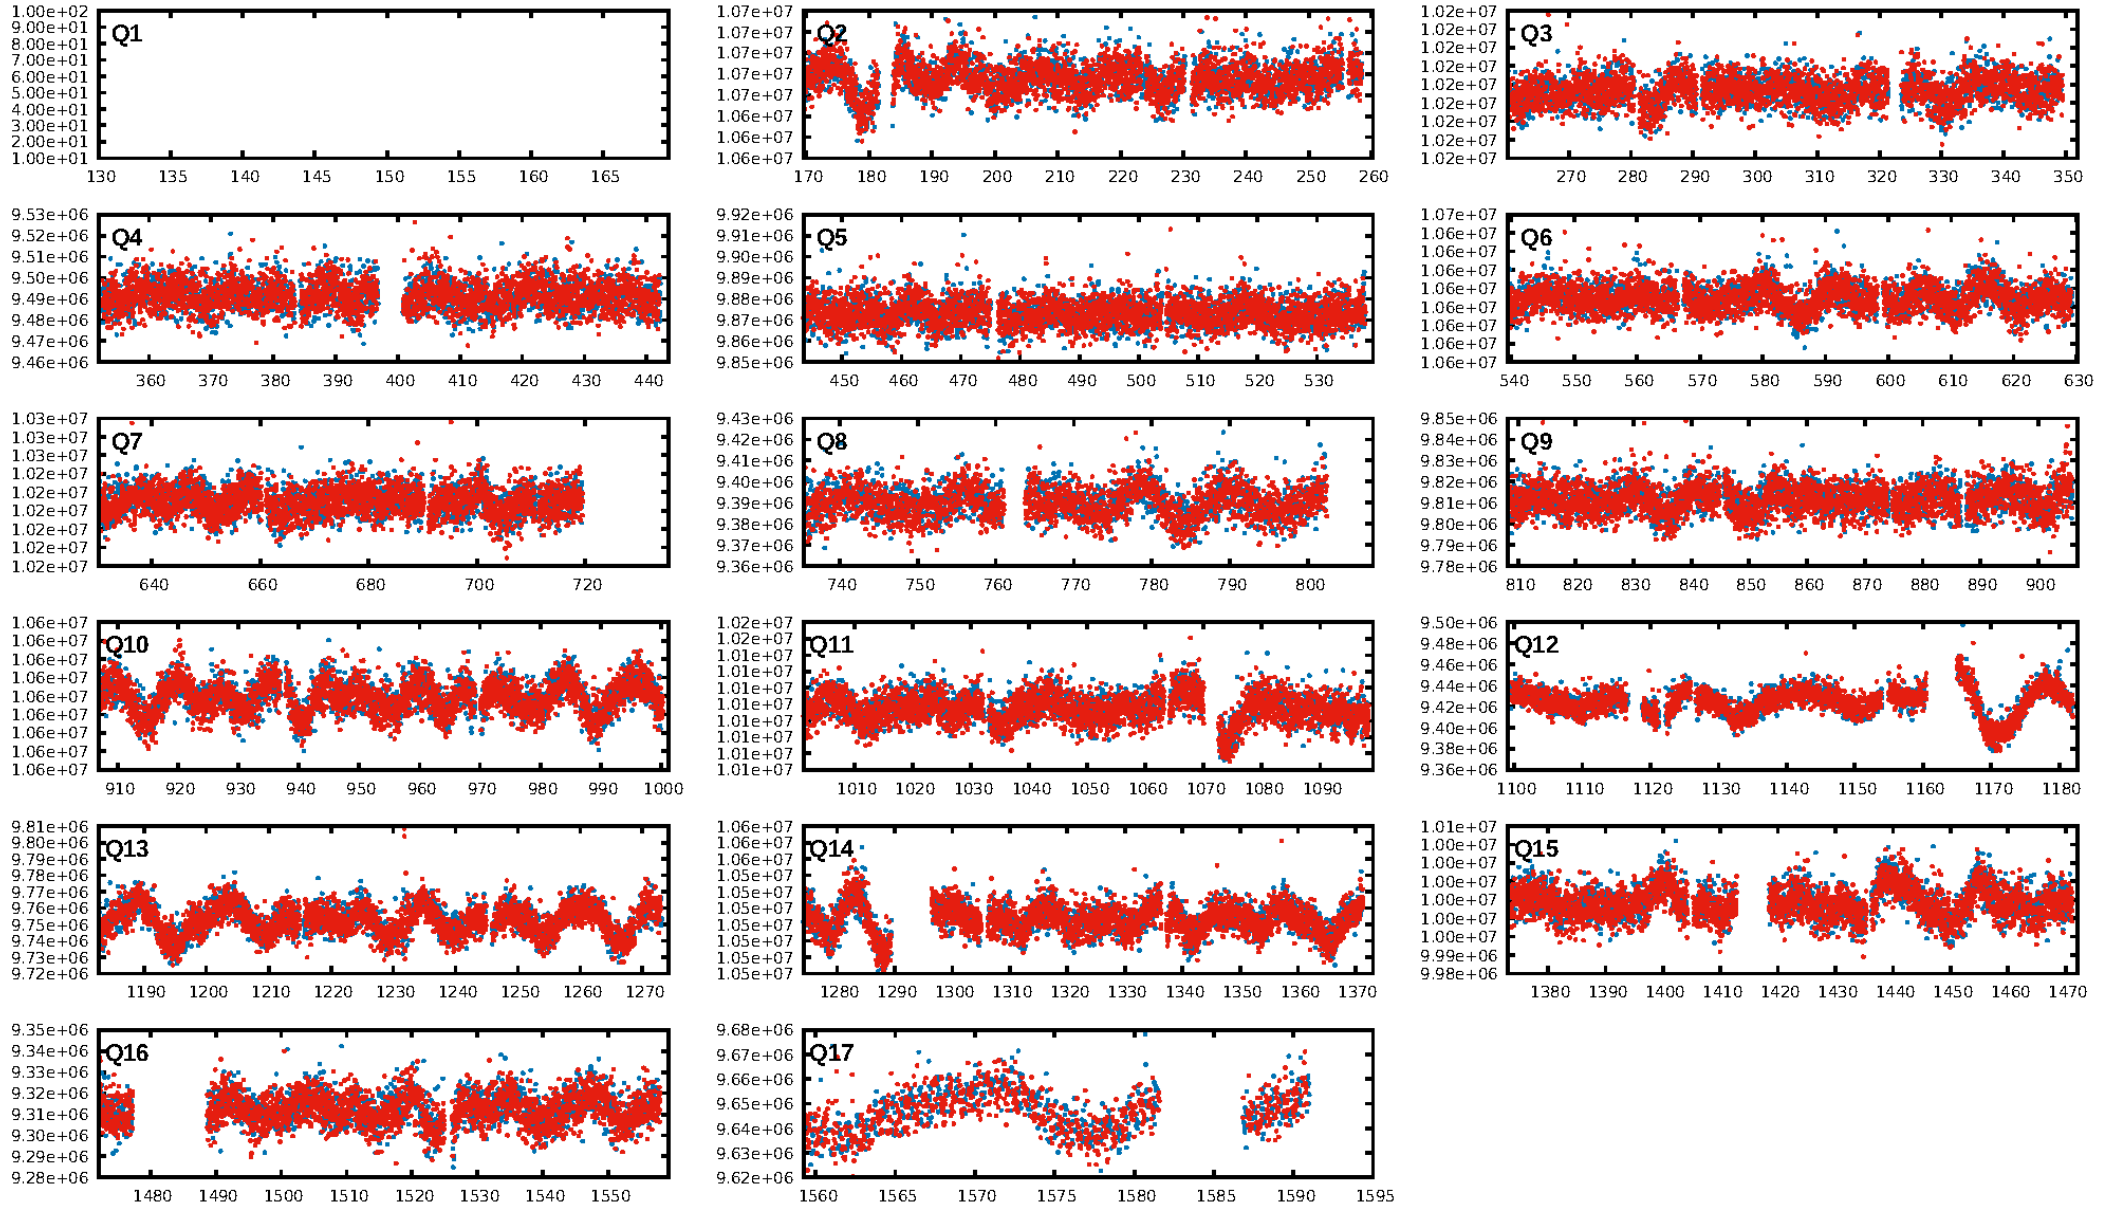 Q1
1.00e+02
9.00e+01
8.00e+01
7.00e+01
6.00e+01
5.00e+01
4.00e+01
3.00e+01
2.00e+01
1.00e+01
130 135 140 145 150 155 160 165
Q2
1.07e+07
1.07e+07
1.07e+07
1.07e+07
1.07e+07
1.06e+07
1.06e+07
1.06e+07
170 180 190 200 210 220 230 240 250 260
Q3
1.02e+07
1.02e+07
1.02e+07
1.02e+07
1.02e+07
1.02e+07
1.02e+07
1.02e+07
1.02e+07
270 280 290 300 310 320 330 340 350
Q4
9.53e+06
9.52e+06
9.51e+06
9.50e+06
9.49e+06
9.48e+06
9.47e+06
9.46e+06
360 370 380 390 400 410 420 430 440
Q5
9.92e+06
9.91e+06
9.90e+06
9.89e+06
9.88e+06
9.87e+06
9.86e+06
9.85e+06
450 460 470 480 490 500 510 520 530
Q6
1.07e+07
1.06e+07
1.06e+07
1.06e+07
1.06e+07
1.06e+07
1.06e+07
1.06e+07
1.06e+07
540 550 560 570 580 590 600 610 620 630
Q7
1.03e+07
1.03e+07
1.03e+07
1.02e+07
1.02e+07
1.02e+07
1.02e+07
1.02e+07
1.02e+07
640 660 680 700 720
Q8
9.43e+06
9.42e+06
9.41e+06
9.40e+06
9.39e+06
9.38e+06
9.37e+06
9.36e+06
740 750 760 770 780 790 800
Q9
9.85e+06
9.84e+06
9.83e+06
9.82e+06
9.81e+06
9.80e+06
9.79e+06
9.78e+06
810 820 830 840 850 860 870 880 890 900
Q10
1.06e+07
1.06e+07
1.06e+07
1.06e+07
1.06e+07
1.06e+07
1.06e+07
1.06e+07
1.06e+07
910 920 930 940 950 960 970 980 990 1000
Q11
1.02e+07
1.02e+07
1.01e+07
1.01e+07
1.01e+07
1.01e+07
1.01e+07
1.01e+07
1.01e+07
1.01e+07
1010 1020 1030 1040 1050 1060 1070 1080 1090
Q12
9.50e+06
9.48e+06
9.46e+06
9.44e+06
9.42e+06
9.40e+06
9.38e+06
9.36e+06
1100 1110 1120 1130 1140 1150 1160 1170 1180
Q13
9.81e+06
9.80e+06
9.79e+06
9.78e+06
9.77e+06
9.76e+06
9.75e+06
9.74e+06
9.73e+06
9.72e+06
1190 1200 1210 1220 1230 1240 1250 1260 1270
Q14
1.06e+07
1.06e+07
1.06e+07
1.05e+07
1.05e+07
1.05e+07
1.05e+07
1.05e+07
1.05e+07
1.05e+07
1280 1290 1300 1310 1320 1330 1340 1350 1360 1370
Q15
1.01e+07
1.00e+07
1.00e+07
1.00e+07
1.00e+07
1.00e+07
1.00e+07
9.99e+06
9.98e+06
1380 1390 1400 1410 1420 1430 1440 1450 1460 1470
Q16
9.35e+06
9.34e+06
9.33e+06
9.32e+06
9.31e+06
9.30e+06
9.29e+06
9.28e+06
1480 1490 1500 1510 1520 1530 1540 1550
Q17
9.68e+06
9.67e+06
9.66e+06
9.65e+06
9.64e+06
9.63e+06
9.62e+06
1560 1565 1570 1575 1580 1585 1590 1595